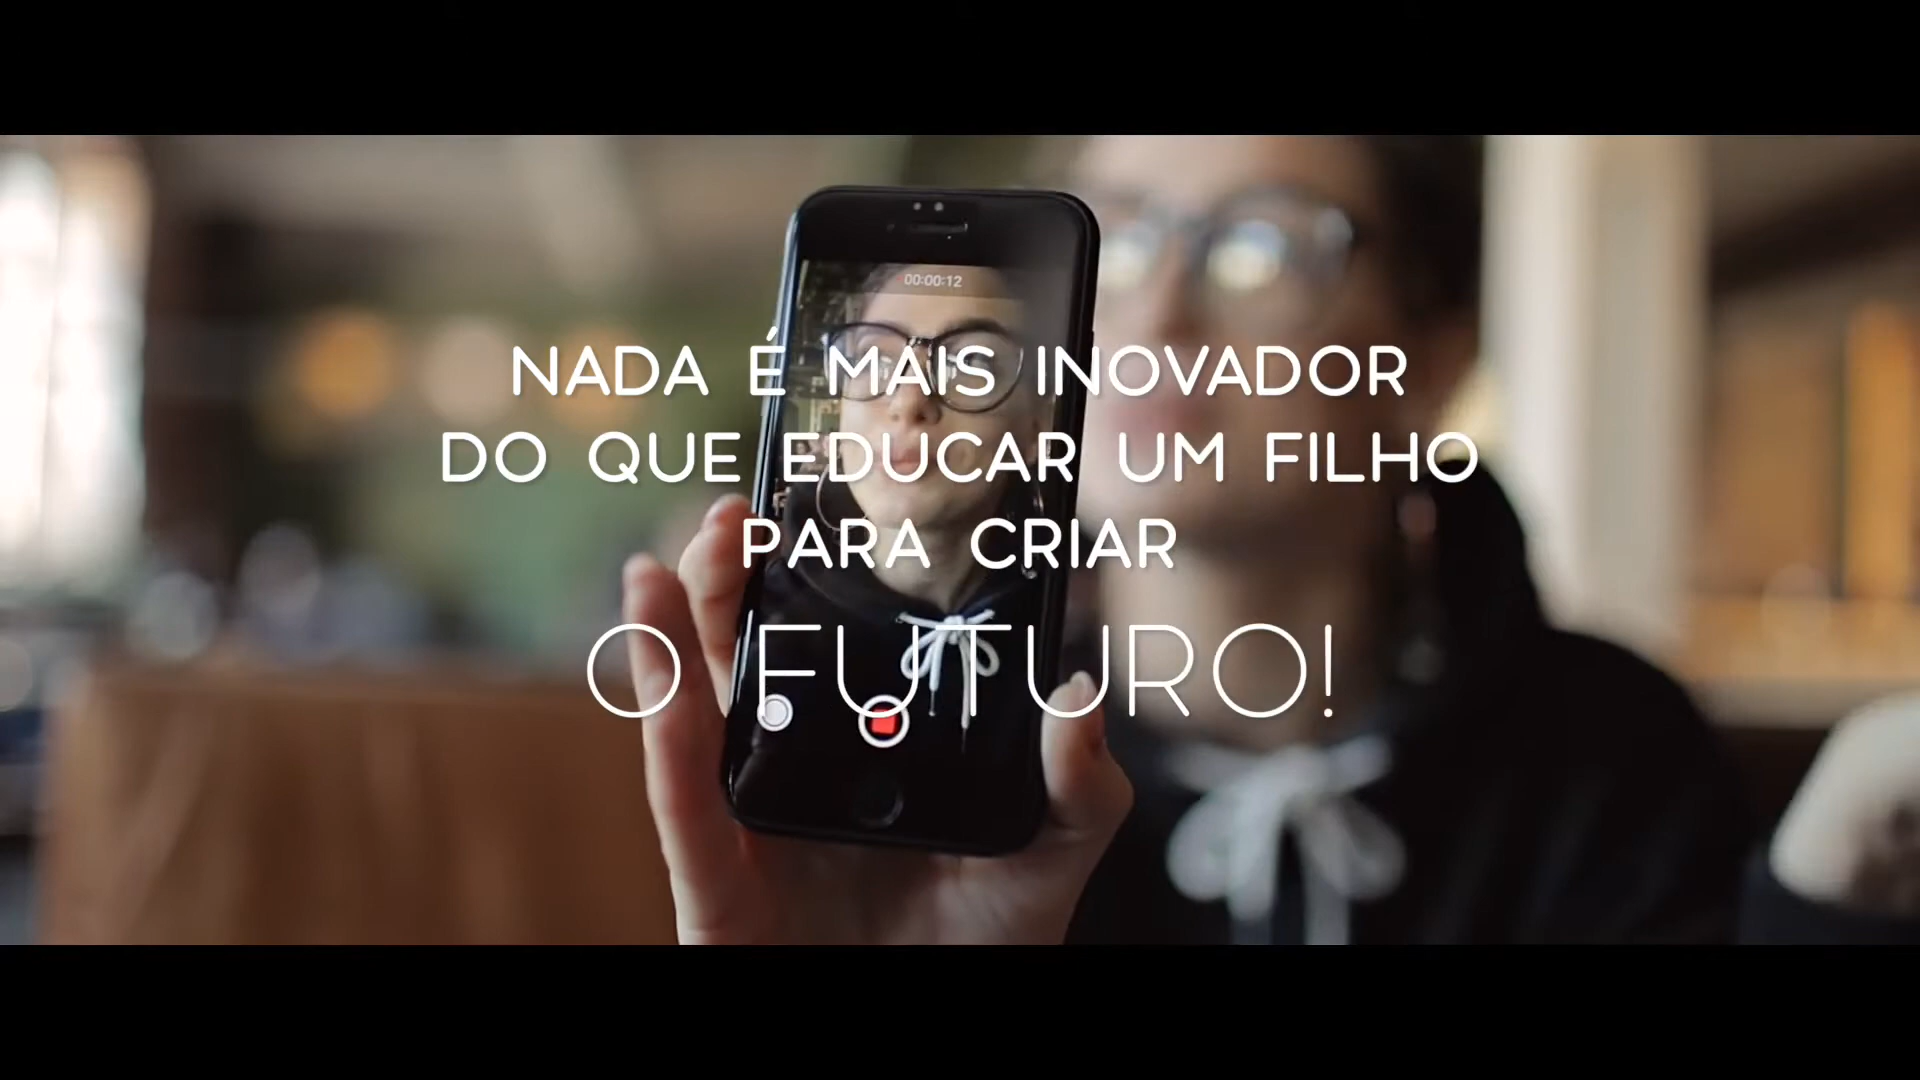 00:00:12
NADA É MAIS INOVADOR
DO QUE EDUCAR UM FILHO
PARA CRIAR
O FUTURO!